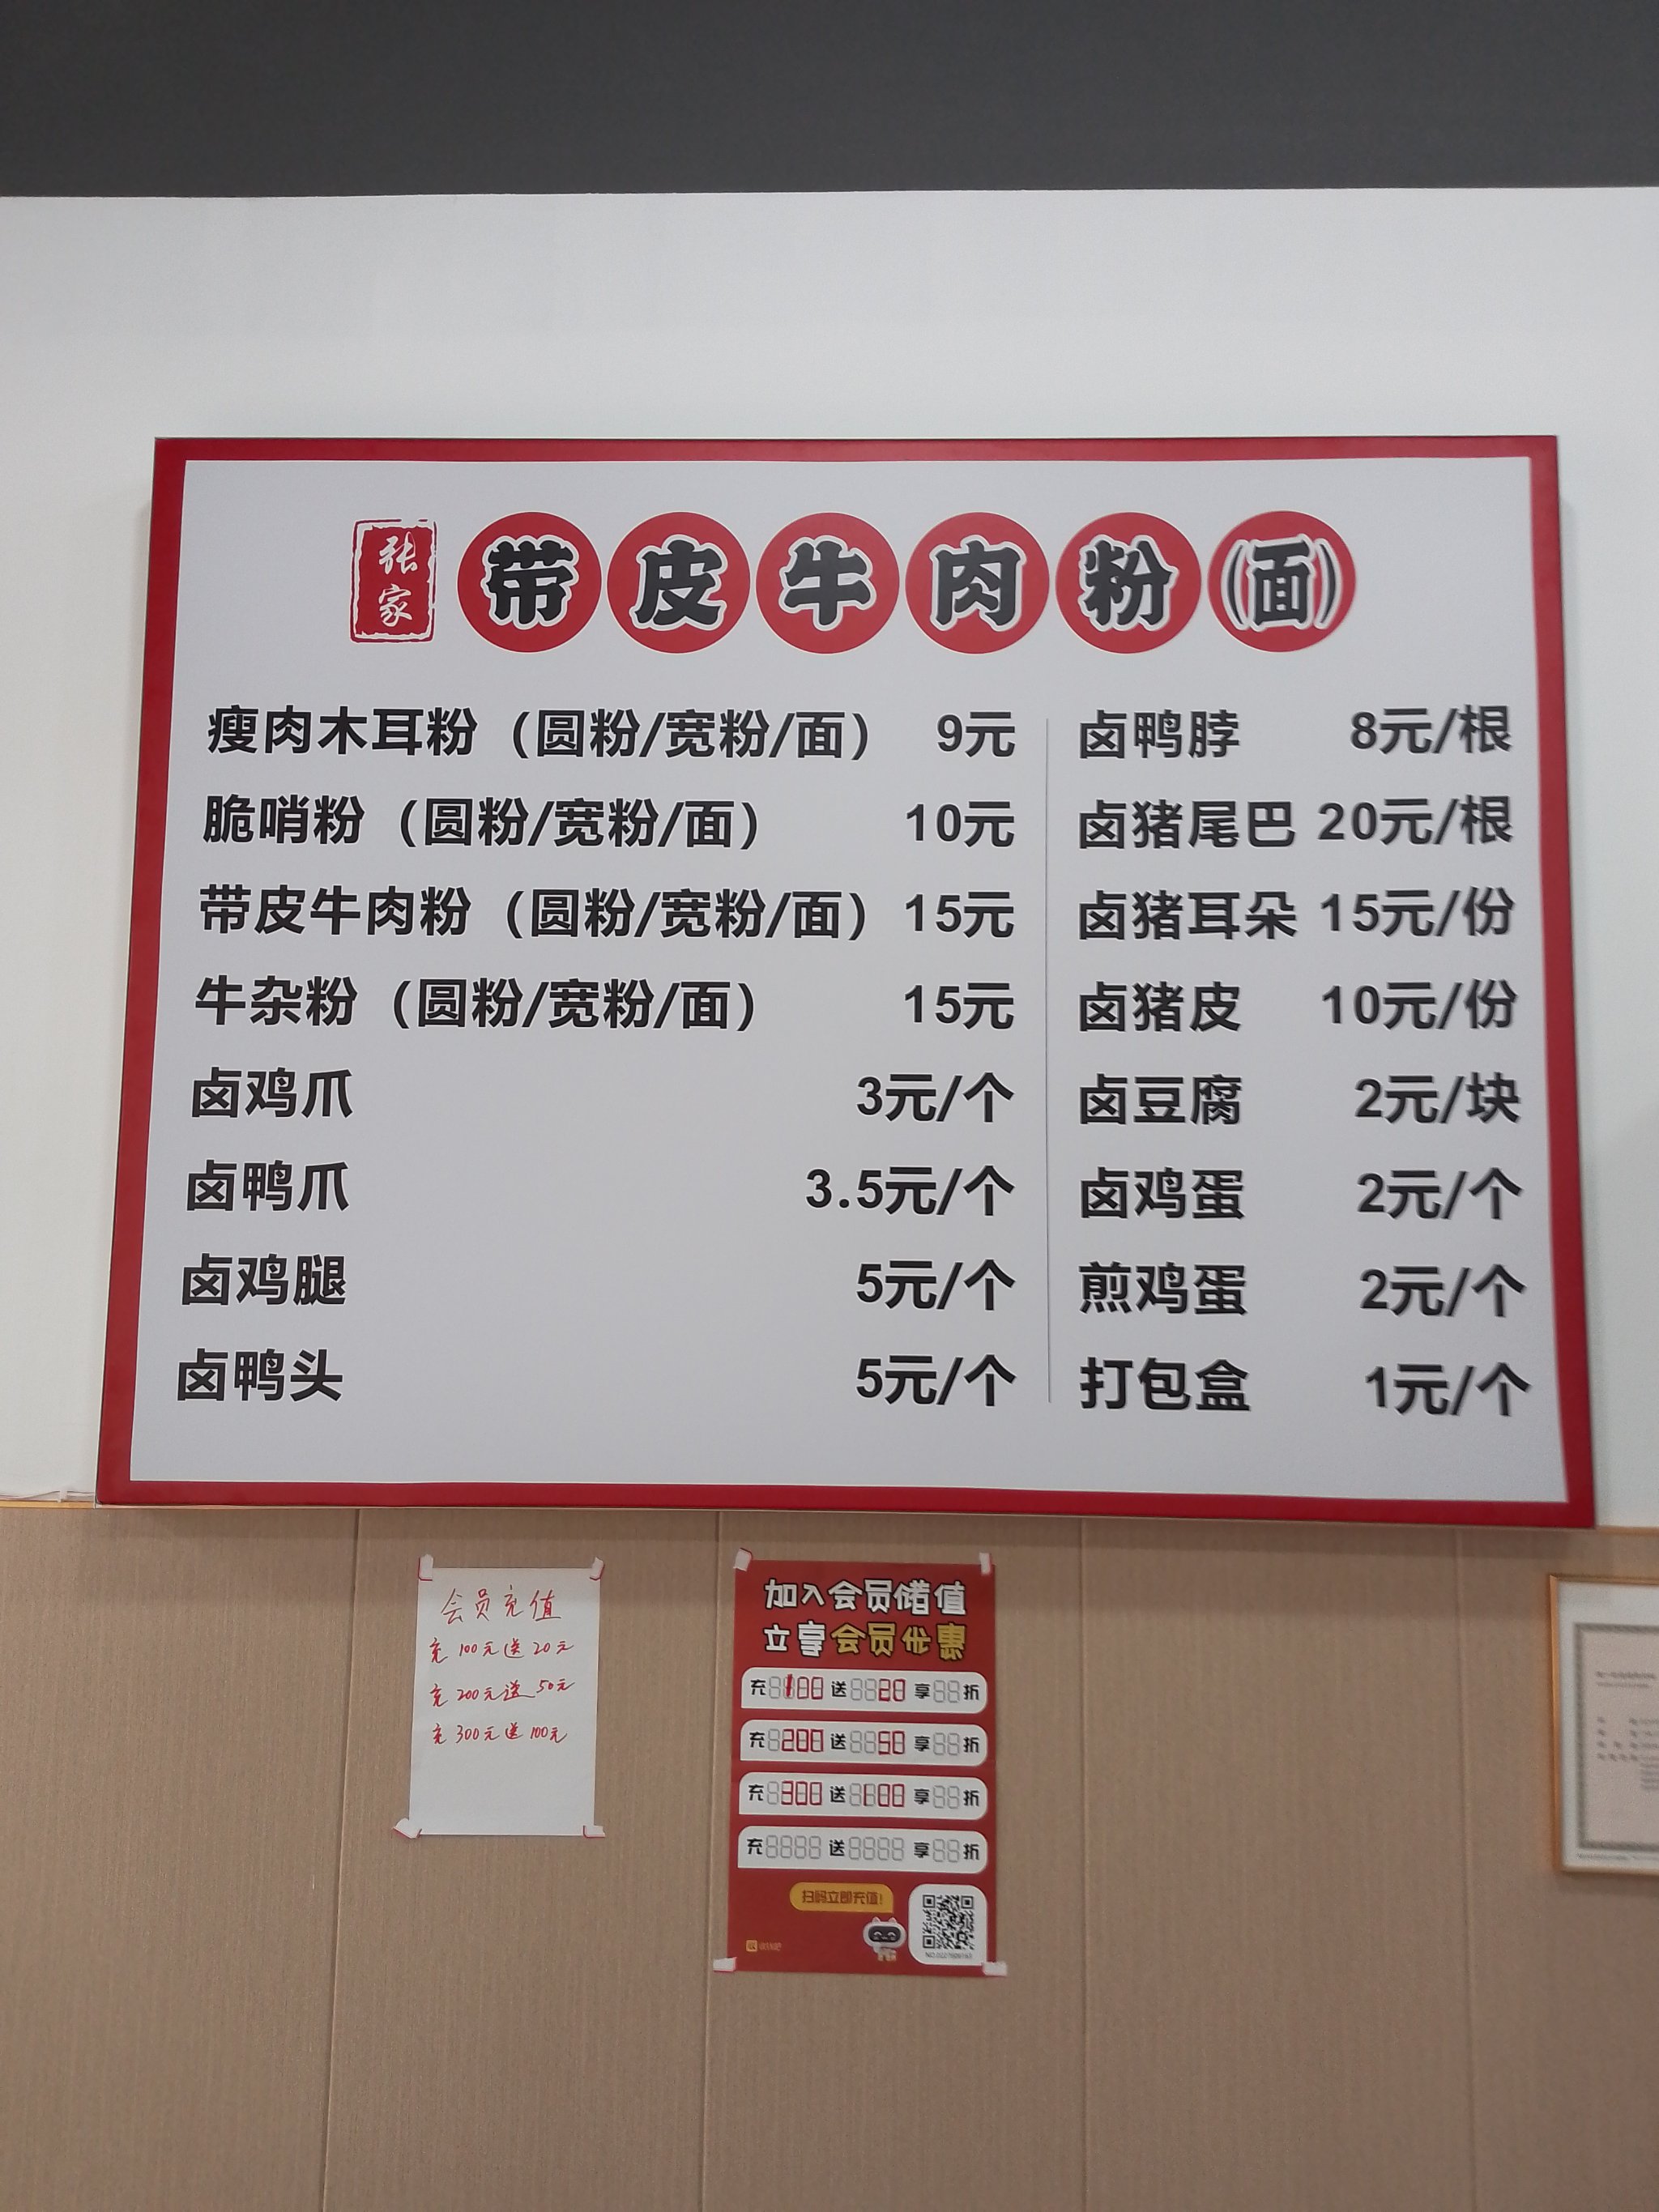 张家 带皮牛肉粉(面)
瘦肉木耳粉（圆粉/宽粉/面） 9元
脆哨粉（圆粉/宽粉/面） 10元
带皮牛肉粉（圆粉/宽粉/面） 15元
牛杂粉（圆粉/宽粉/面） 15元
卤鸡爪 3元/个
卤鸭爪 3.5元/个
卤鸡腿 5元/个
卤鸭头 5元/个
卤鸭脖 8元/根
卤猪尾巴 20元/根
卤猪耳朵 15元/份
卤猪皮 10元/份
卤豆腐 2元/块
卤鸡蛋 2元/个
煎鸡蛋 2元/个
打包盒 1元/个
会员充值
充100元送20元
充200元送50元
充300元送100元
加入会员储值
立享会员优惠
充100送20享折
充200送50享折
充300送100享折
充送享折
扫码立即充值!